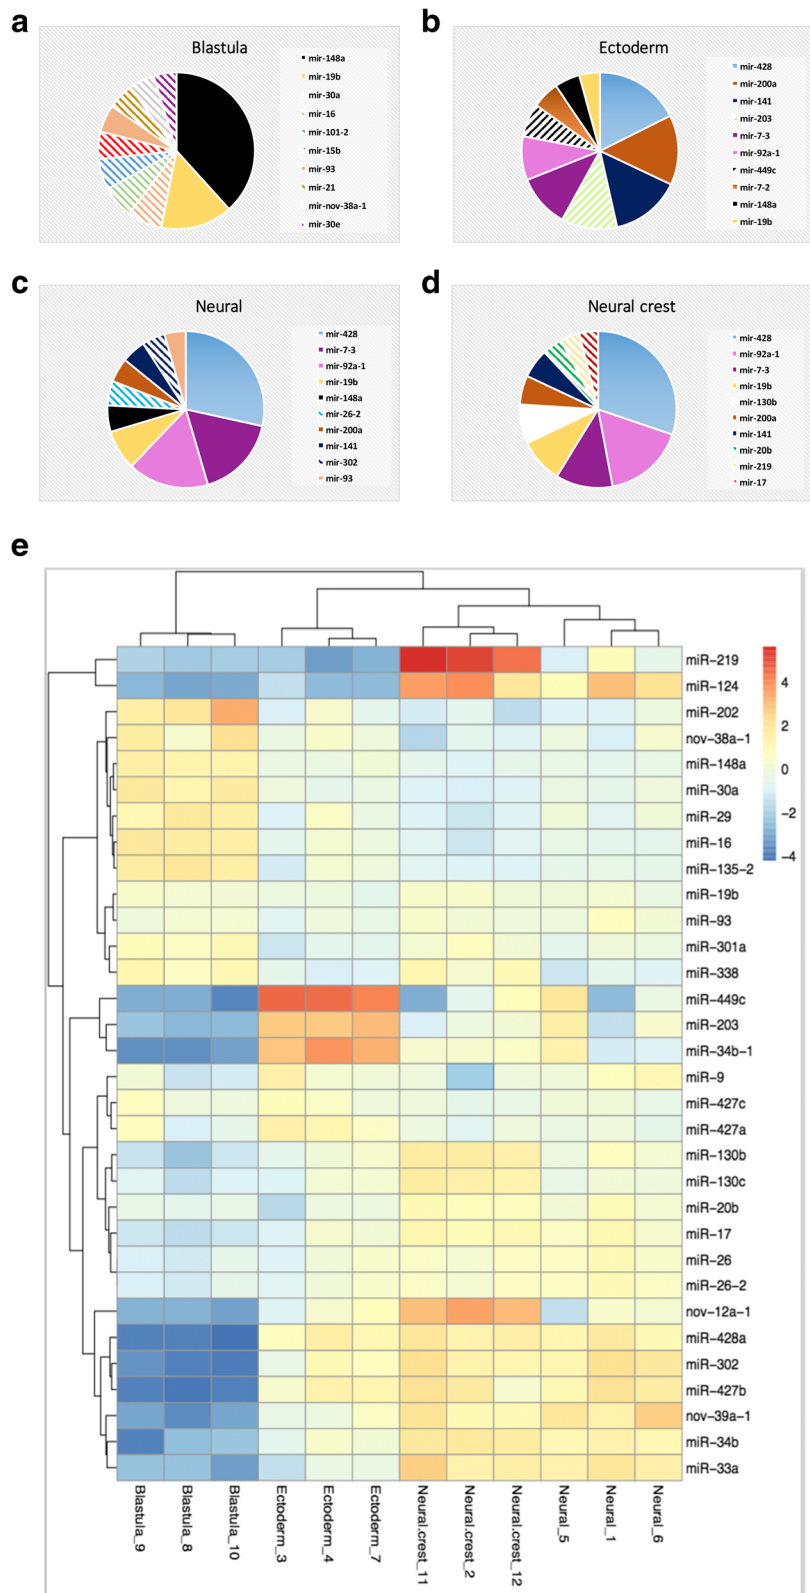 a
Blastula
mir-148a
mir-19b
mir-30a
mir-16
mir-101-2
mir-15b
mir-93
mir-21
mir-nov-38a-1
mir-30e
b
Ectoderm
mir-428
mir-200a
mir-141
mir-203
mir-7-3
mir-92a-1
mir-449c
mir-7-2
mir-148a
mir-19b
c
Neural
mir-428
mir-7-3
mir-92a-1
mir-19b
mir-148a
mir-26-2
mir-200a
mir-141
mir-302
mir-93
d
Neural crest
mir-428
mir-92a-1
mir-7-3
mir-19b
mir-130b
mir-200a
mir-141
mir-20b
mir-219
mir-17
e
miR-219
miR-124
miR-202
nov-38a-1
miR-148a
miR-30a
miR-29
miR-16
miR-135-2
miR-19b
miR-93
miR-301a
miR-338
miR-449c
miR-203
miR-34b-1
miR-9
miR-427c
miR-427a
miR-130b
miR-130c
miR-20b
miR-17
miR-26
miR-26-2
nov-12a-1
miR-428a
miR-302
miR-427b
nov-39a-1
miR-34b
miR-33a
4
2
0
−2
−4
Blastula_9
Blastula_8
Blastula_10
Ectoderm_3
Ectoderm_4
Ectoderm_7
Neural.crest_11
Neural.crest_2
Neural.crest_12
Neural_5
Neural_1
Neural_6